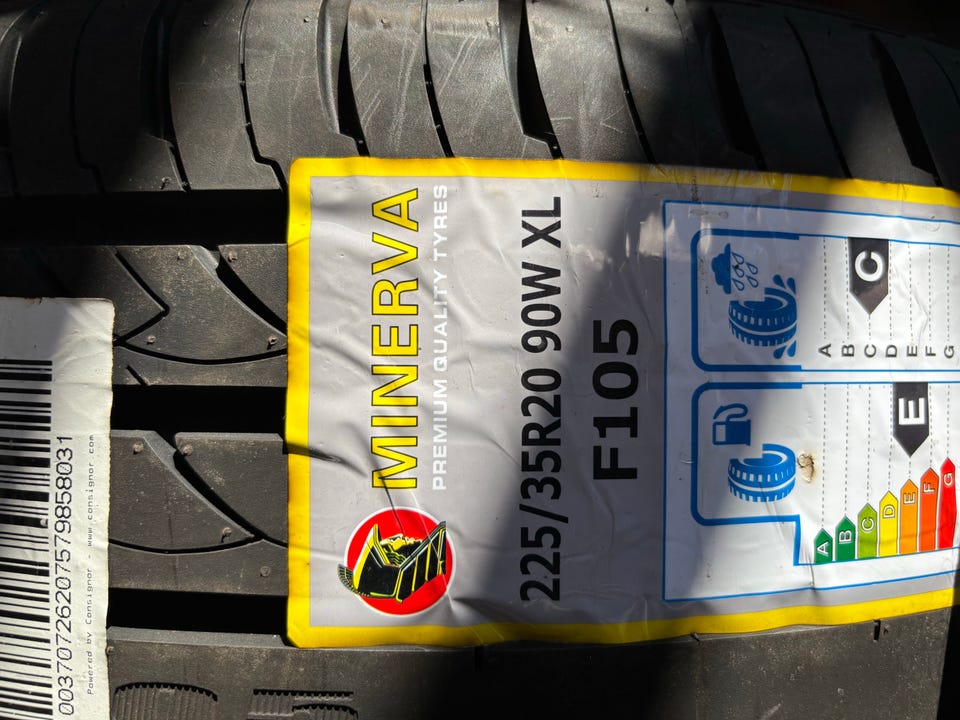 MINERVA
PREMIUM QUALITY TYRES
225/35R20 90W XL
F105
A
B
C
D
E
F
G
E
A
B
C
D
E
F
G
C
00370726207579858031
Powered by Consignor - www.consignor.com